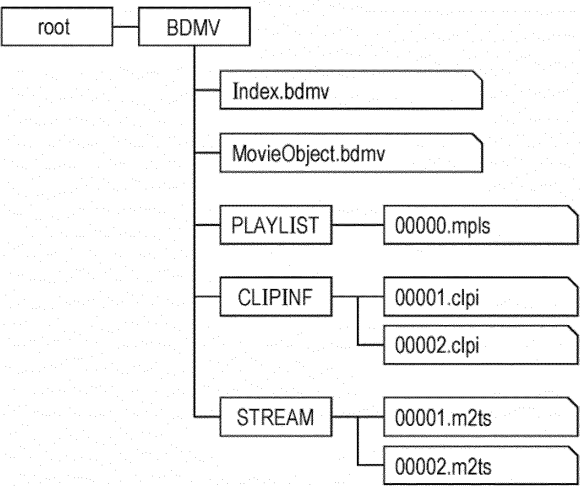 root
BDMV
Index.bdmv
MovieObject.bdmv
PLAYLIST
00000.mpls
CLIPINF
00001.clpi
00002.clpi
STREAM
00001.m2ts
00002.m2ts